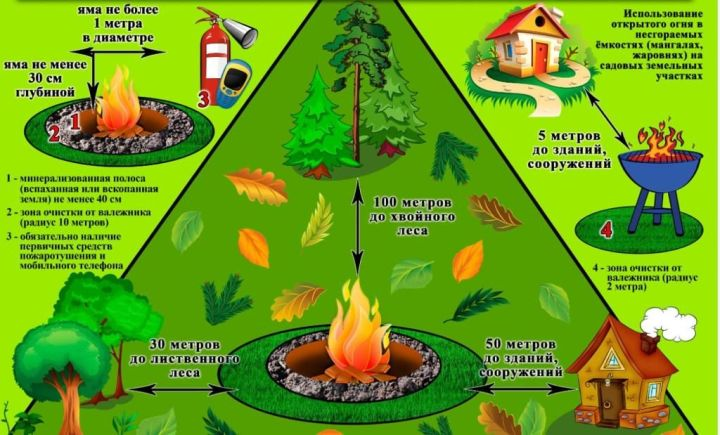 яма не более
1 метра
в диаметре
яма не менее
30 см
глубиной
3
2
1
1 - минерализованная полоса
(вспаханная или вскопанная
земля) не менее 40 см
2 - зона очистки от валежника
(радиус 10 метров)
3 - обязательно наличие
первичных средств
пожаротушения и
мобильного телефона
100 метров
до хвойного
леса
30 метров
до лиственного
леса
50 метров
до зданий,
сооружений
Использование
открытого огня в
несгораемых
ёмкостях (мангалах,
жаровнях) на
садовых земельных
участках
5 метров
до зданий,
сооружений
4
4 - зона очистки от
валежника (радиус
2 метра)